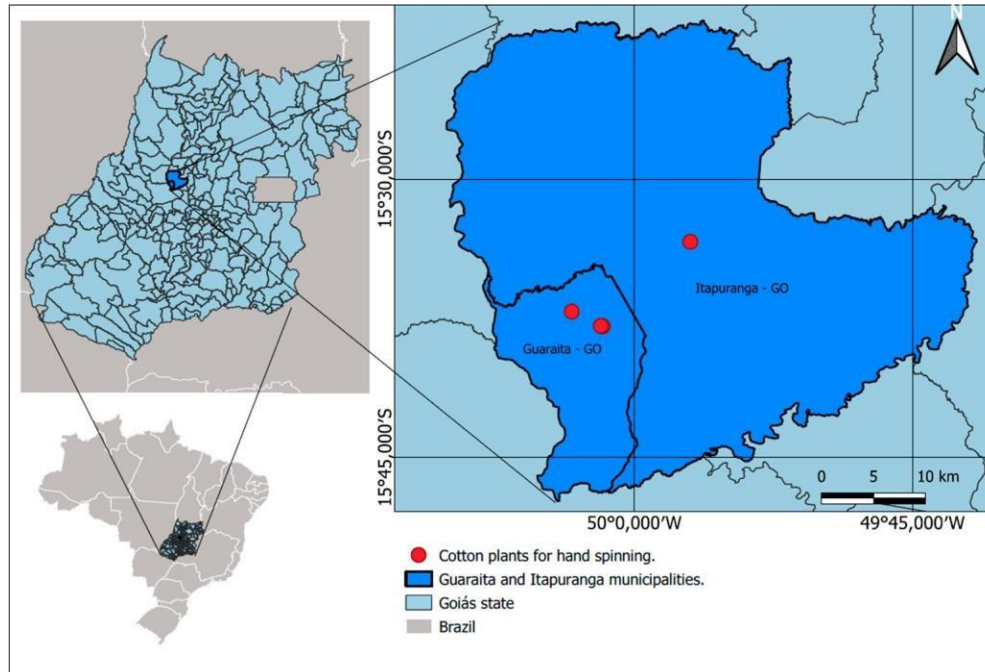 N
15°30,000'S
Itapuranga - GO
Guaraita - GO
15°45,000'S
0 5 10 km
50°0,000'W 49°45,000'W
Cotton plants for hand spinning.
Guaraita and Itapuranga municipalities.
Goiás state
Brazil